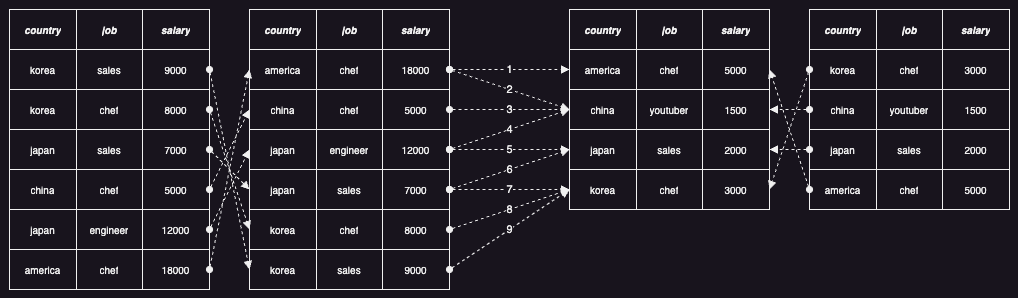 country job salary
korea sales 9000
korea chef 8000
japan sales 7000
china chef 5000
japan engineer 12000
america chef 18000
country job salary
america chef 18000
china chef 5000
japan engineer 12000
japan sales 7000
korea chef 8000
korea sales 9000
1
2
3
4
5
6
7
8
9
country job salary
america chef 5000
china youtuber 1500
japan sales 2000
korea chef 3000
country job salary
korea chef 3000
china youtuber 1500
japan sales 2000
america chef 5000